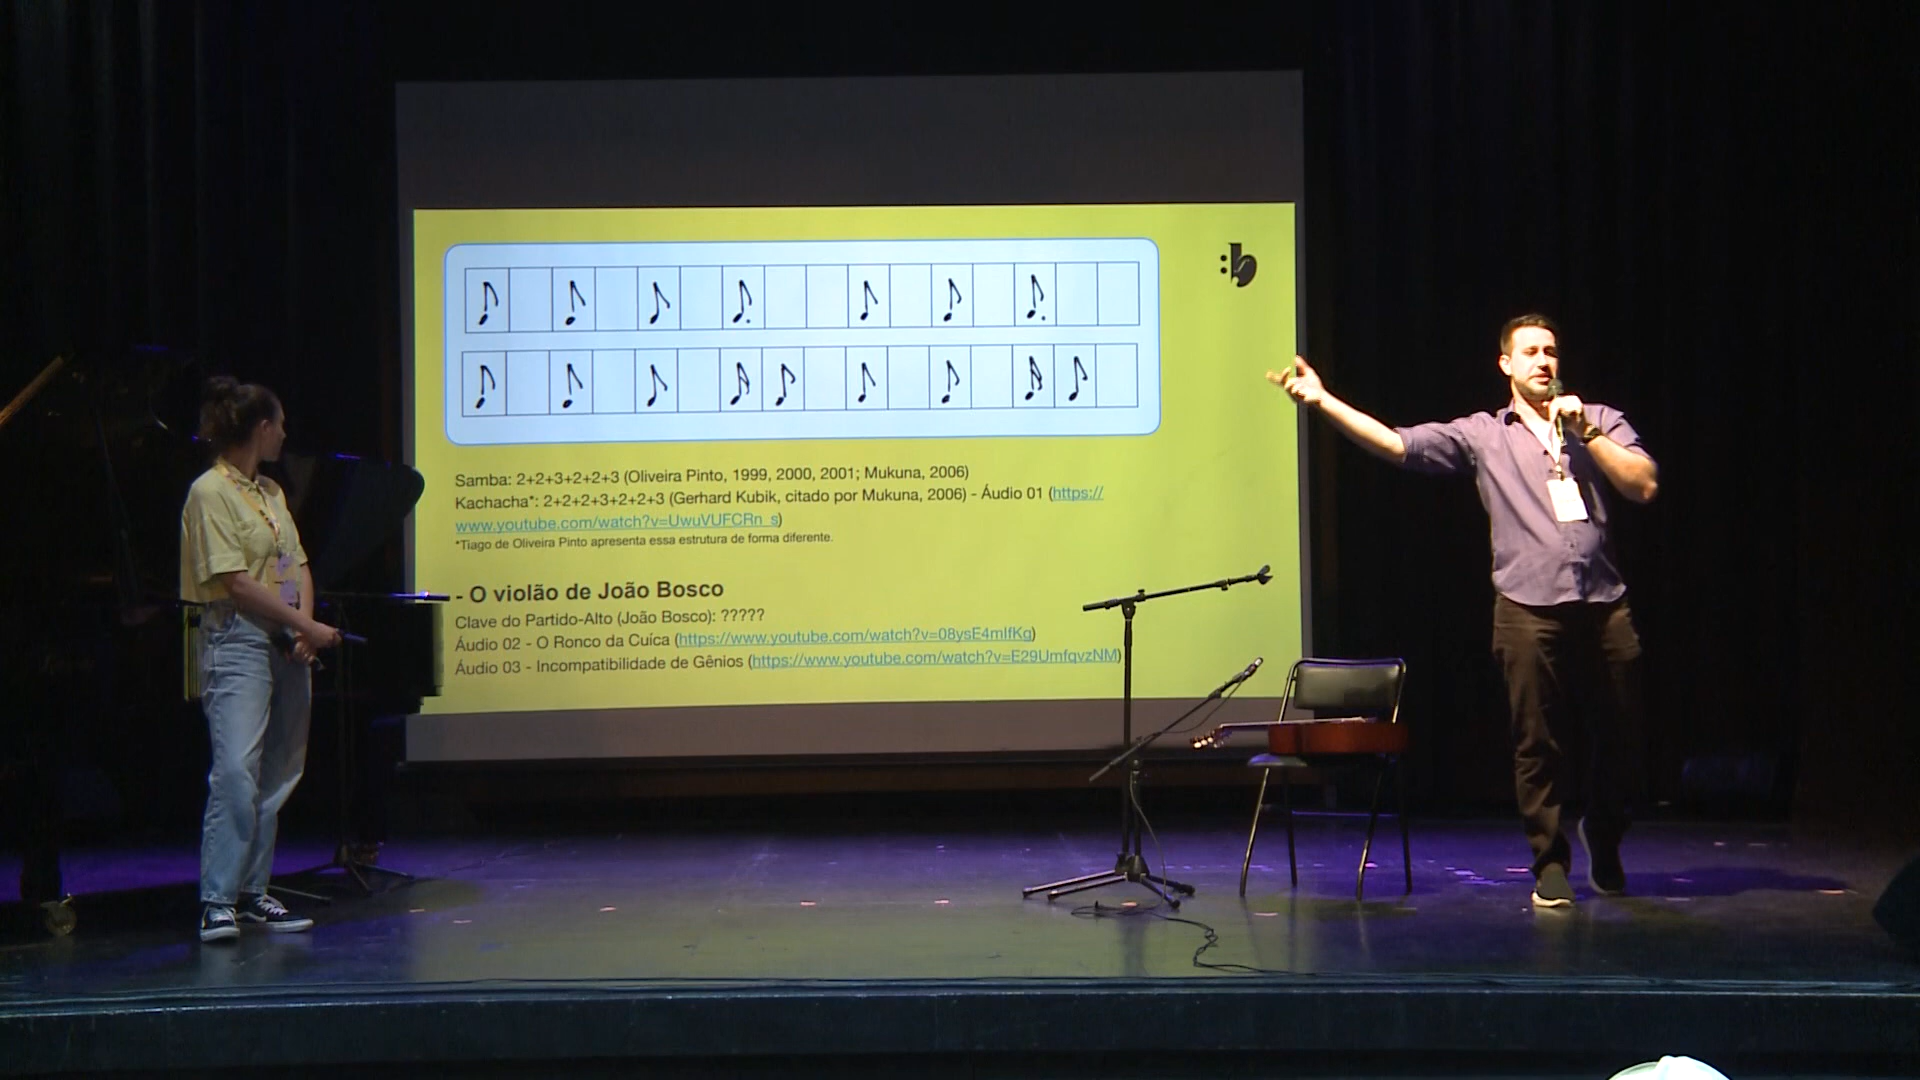 Samba: 2+2+3+2+2+3 (Oliveira Pinto, 1999, 2000, 2001; Mukuna, 2006)
Kachacha*: 2+2+2+3+2+2+3 (Gerhard Kubik, citado por Mukuna, 2006) - Áudio 01 (https://
www.youtube.com/watch?v=UwuVUFCRn_s)
*Tiago de Oliveira Pinto apresenta essa estrutura de forma diferente.
- O violão de João Bosco
Clave do Partido-Alto (João Bosco): ?????
Áudio 02 - O Ronco da Cuíca (https://www.youtube.com/watch?v=08ysE4mIfKg)
Áudio 03 - Incompatibilidade de Gênios (https://www.youtube.com/watch?v=E29UmfqvzNM)